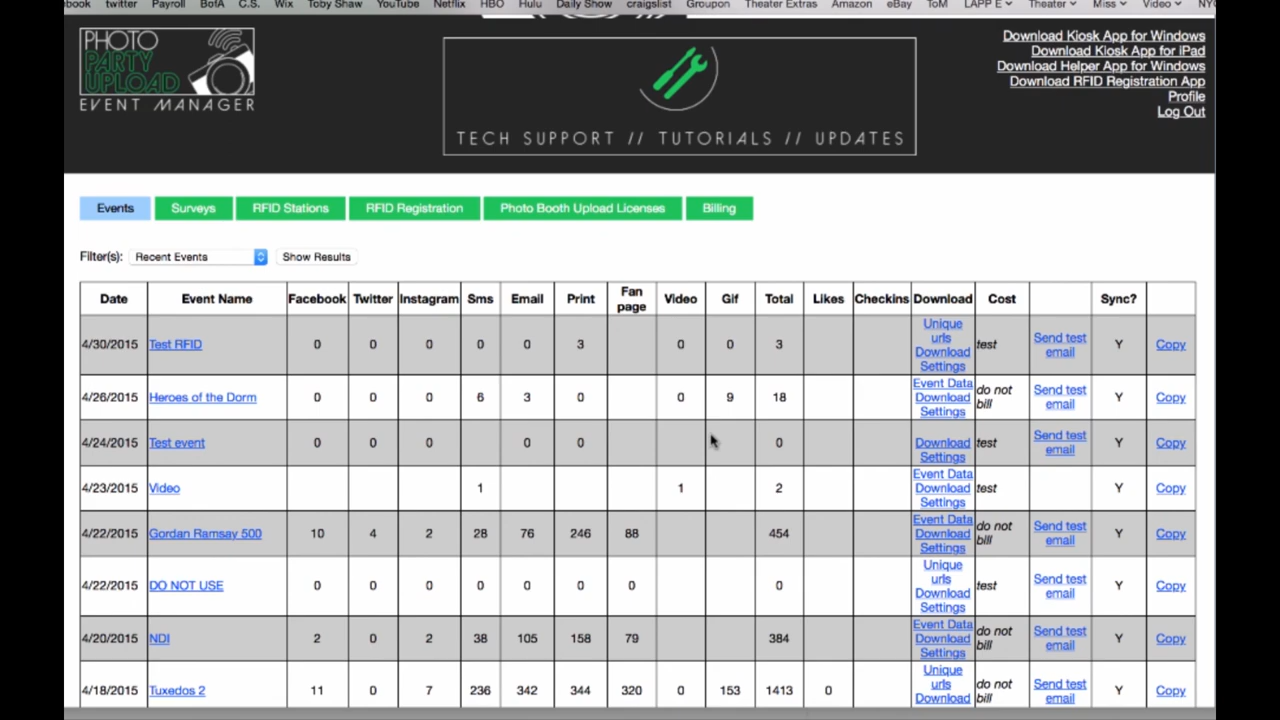 book twitter Payroll BofA C.S. Wix Toby Shaw YouTube Netflix HBO Hulu Daily Show craigslist Groupon Theater Extras Amazon eBay ToM LAPP E Theater Miss Video NYC
PHOTO
PARTY
UPLOAD
EVENT MANAGER
TECH SUPPORT // TUTORIALS // UPDATES
Download Kiosk App for Windows
Download Kiosk App for iPad
Download Helper App for Windows
Download RFID Registration App
Profile
Log Out
Events Surveys RFID Stations RFID Registration Photo Booth Upload Licenses Billing
Filter(s): Recent Events Show Results
Date Event Name Facebook Twitter Instagram Sms Email Print Fan page Video Gif Total Likes Checkins Download Cost Sync?
4/30/2015 Test RFID 0 0 0 0 0 3 0 0 3 Unique urls Download Settings test Send test email Y Copy
4/26/2015 Heroes of the Dorm 0 0 0 6 3 0 0 9 18 Event Data Download Settings do not bill Send test email Y Copy
4/24/2015 Test event 0 0 0 0 0 0 Download Settings test Send test email Y Copy
4/23/2015 Video 1 1 2 Event Data Download Settings test Y Copy
4/22/2015 Gordan Ramsay 500 10 4 2 28 76 246 88 454 Event Data Download Settings do not bill Send test email Y Copy
4/22/2015 DO NOT USE 0 0 0 0 0 0 0 0 Unique urls Download Settings test Send test email Y Copy
4/20/2015 NDI 2 0 2 38 105 158 79 384 Event Data Download Settings do not bill Send test email Y Copy
4/18/2015 Tuxedos 2 11 0 7 236 342 344 320 0 153 1413 0 Unique urls Download do not bill Send test email Y Copy